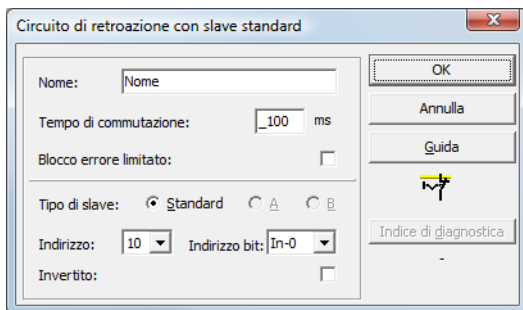 Circuito di retroazione con slave standard
Nome: Nome
Tempo di commutazione: _100 ms
Blocco errore limitato:
Tipo di slave: Standard A B
Indirizzo: 10 Indirizzo bit: In-0
Invertito:
OK
Annulla
Guida
Indice di diagnostica
-